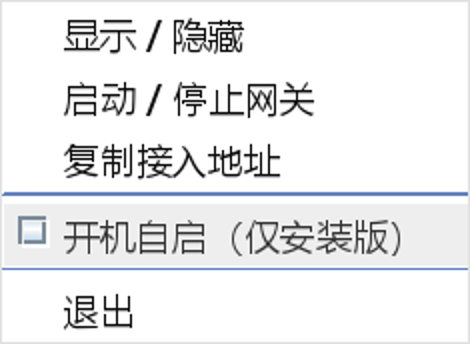 显示 / 隐藏
启动 / 停止网关
复制接入地址
开机自启（仅安装版）
退出